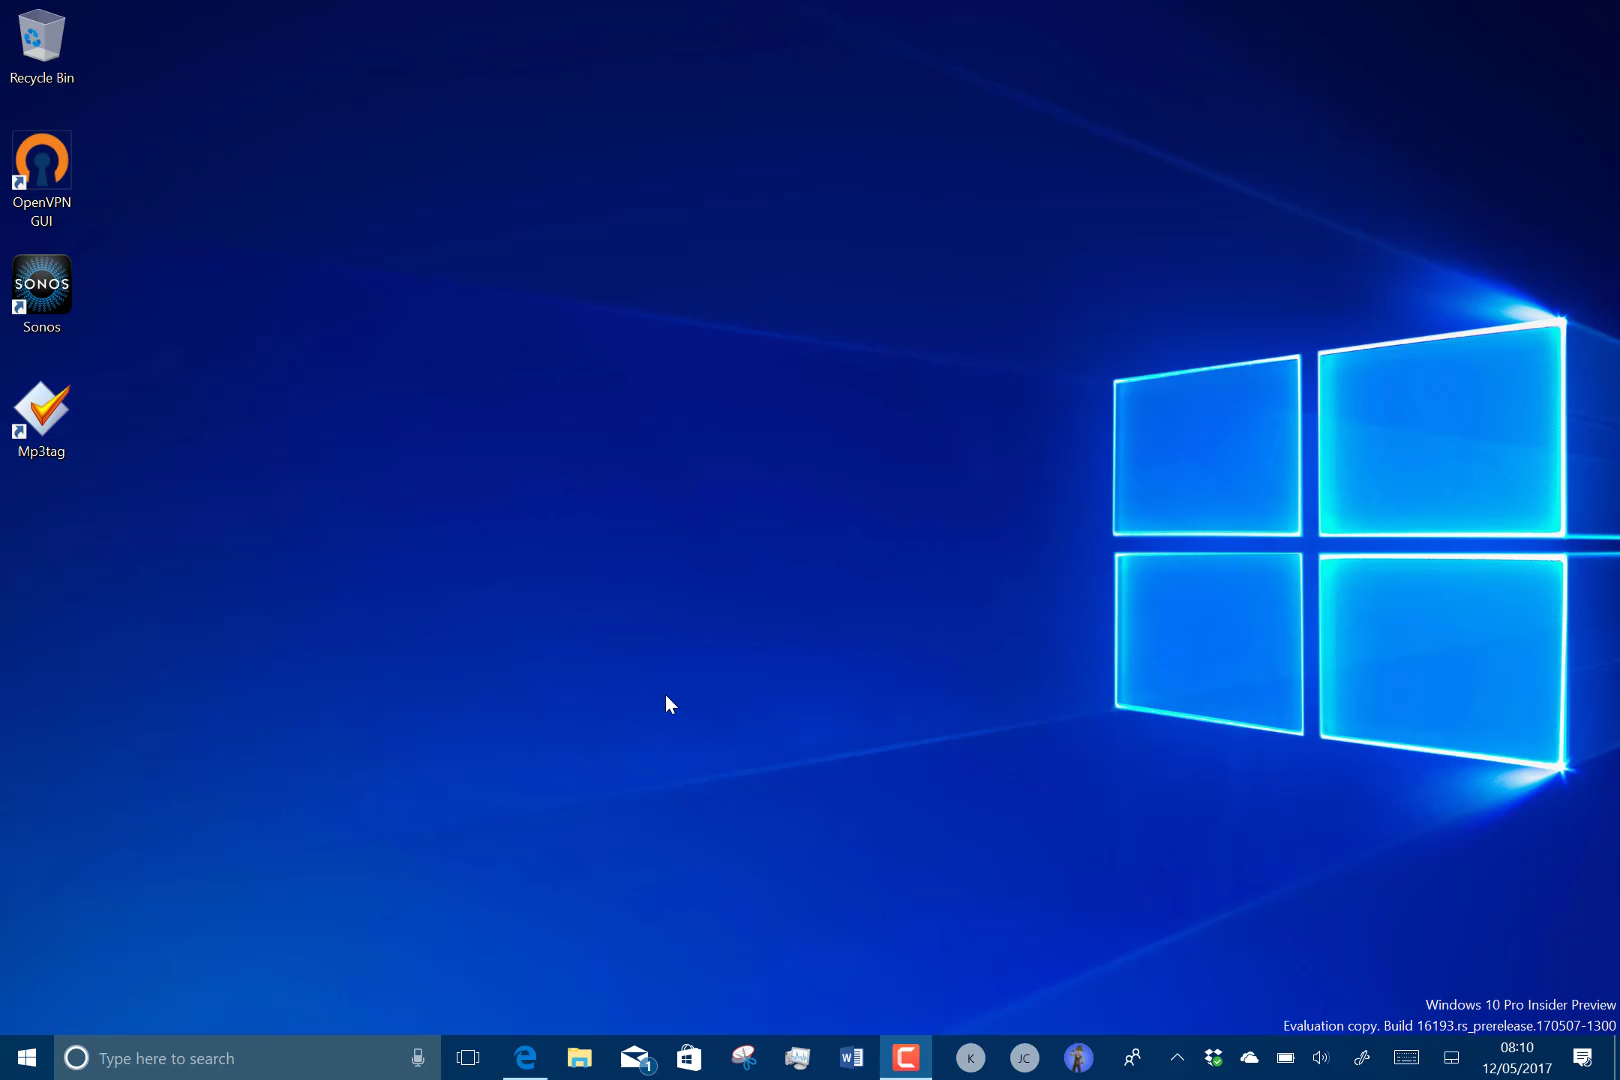 Recycle Bin
OpenVPN
GUI
SONOS
Sonos
Mp3tag
Windows 10 Pro Insider Preview
Evaluation copy. Build 16193.rs_prerelease.170507-1300
Type here to search
1
K
JC
08:10
12/05/2017